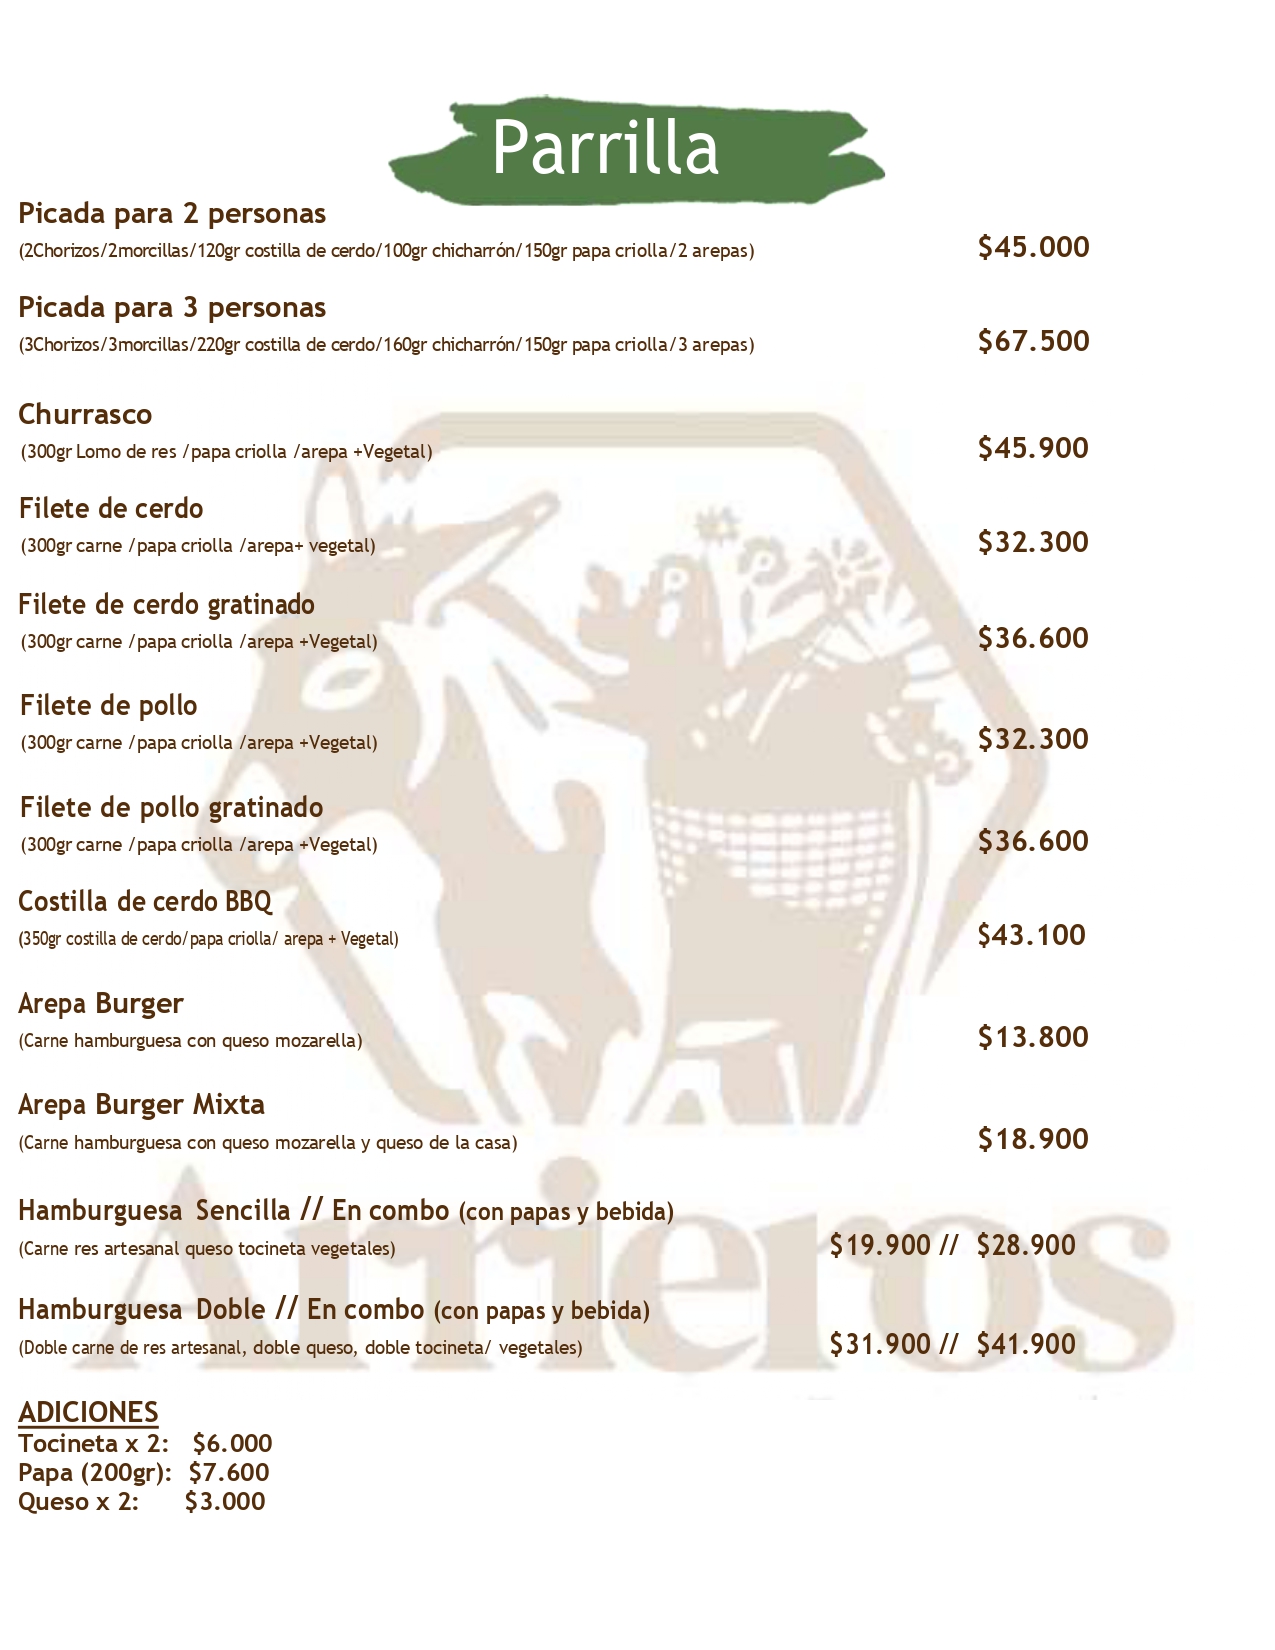 Parrilla
Picada para 2 personas
(2Chorizos/2morcillas/120gr costilla de cerdo/100gr chicharrón/150gr papa criolla/2 arepas) $45.000
Picada para 3 personas
(3Chorizos/3morcillas/220gr costilla de cerdo/160gr chicharrón/150gr papa criolla/3 arepas) $67.500
Churrasco
(300gr Lomo de res /papa criolla /arepa +Vegetal) $45.900
Filete de cerdo
(300gr carne /papa criolla /arepa+ vegetal) $32.300
Filete de cerdo gratinado
(300gr carne /papa criolla /arepa +Vegetal) $36.600
Filete de pollo
(300gr carne /papa criolla /arepa +Vegetal) $32.300
Filete de pollo gratinado
(300gr carne /papa criolla /arepa +Vegetal) $36.600
Costilla de cerdo BBQ
(350gr costilla de cerdo/papa criolla/ arepa + Vegetal) $43.100
Arepa Burger
(Carne hamburguesa con queso mozarella) $13.800
Arepa Burger Mixta
(Carne hamburguesa con queso mozarella y queso de la casa) $18.900
Arrieros
Hamburguesa Sencilla // En combo (con papas y bebida)
(Carne res artesanal queso tocineta vegetales) $19.900 // $28.900
Hamburguesa Doble // En combo (con papas y bebida)
(Doble carne de res artesanal, doble queso, doble tocineta/ vegetales) $31.900 // $41.900
ADICIONES
Tocineta x 2: $6.000
Papa (200gr): $7.600
Queso x 2: $3.000